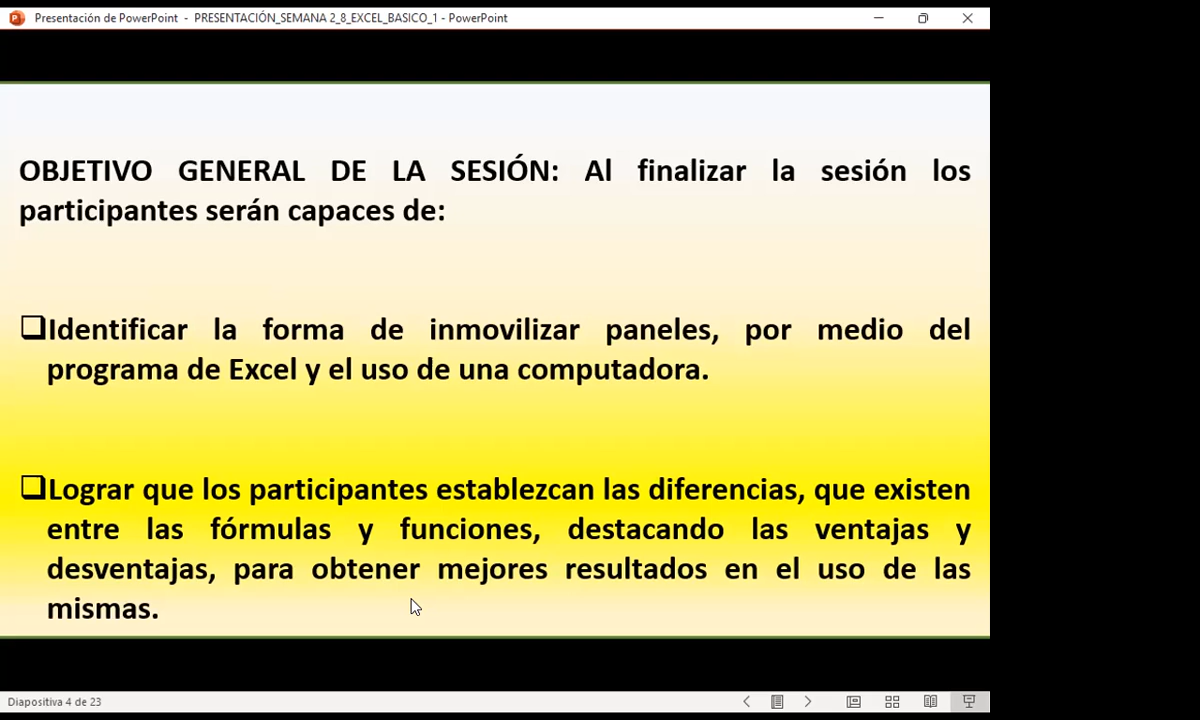 Presentación de PowerPoint - PRESENTACIÓN_SEMANA 2_8_EXCEL_BASICO_1 - PowerPoint
OBJETIVO GENERAL DE LA SESIÓN: Al finalizar la sesión los
participantes serán capaces de:
Identificar la forma de inmovilizar paneles, por medio del
programa de Excel y el uso de una computadora.
Lograr que los participantes establezcan las diferencias, que existen
entre las fórmulas y funciones, destacando las ventajas y
desventajas, para obtener mejores resultados en el uso de las
mismas.
Diapositiva 4 de 23